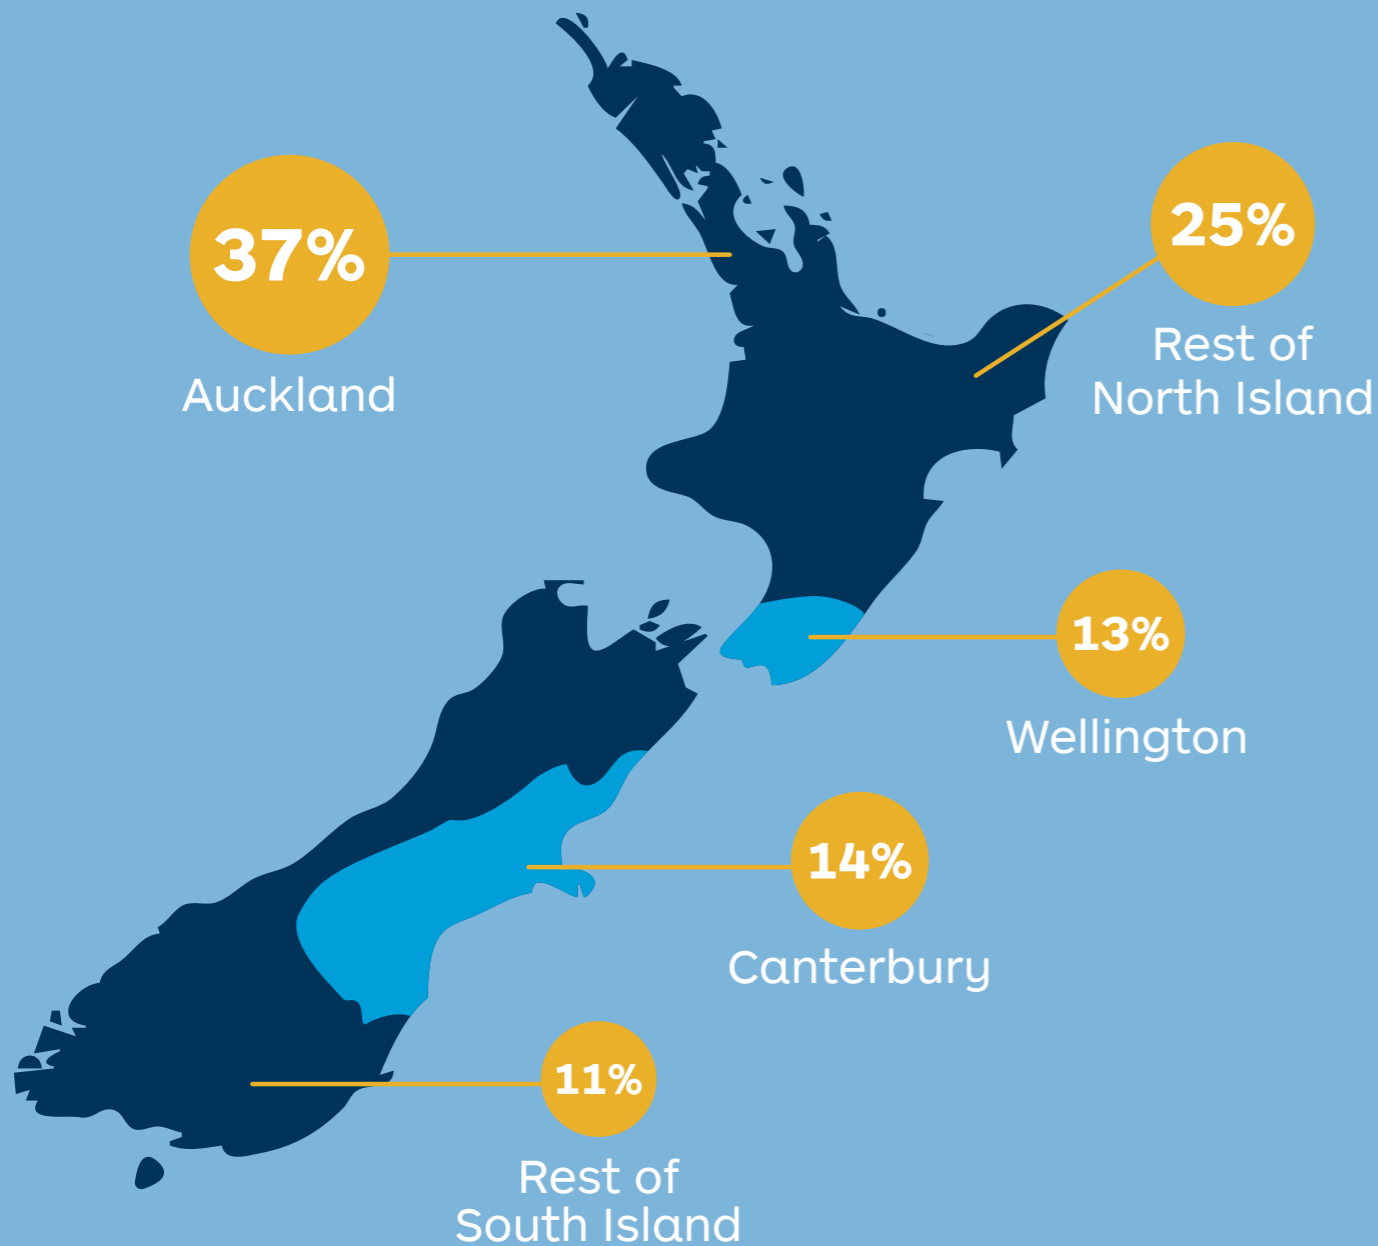 37%
Auckland
25%
Rest of
North Island
13%
Wellington
14%
Canterbury
11%
Rest of
South Island